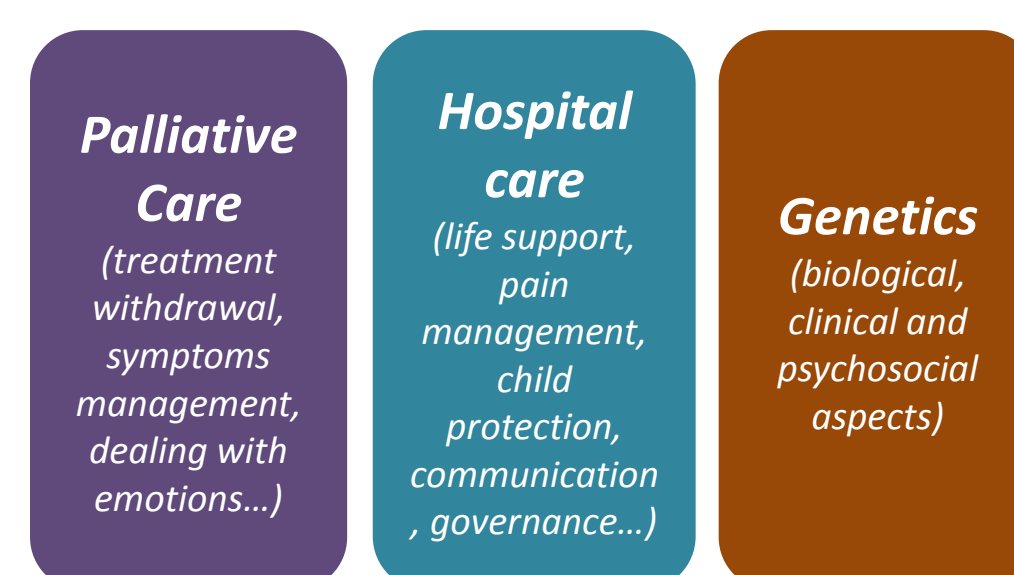 Palliative
Care
(treatment
withdrawal,
symptoms
management,
dealing with
emotions…)
Hospital
care
(life support,
pain
management,
child
protection,
communication
, governance…)
Genetics
(biological,
clinical and
psychosocial
aspects)